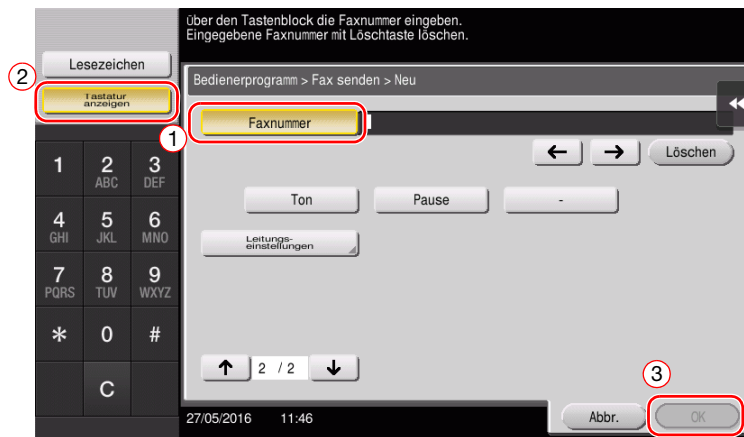 über den Tastenblock die Faxnummer eingeben.
Eingegebene Faxnummer mit Löschtaste löschen.
Lesezeichen
2
Tastatur
anzeigen
Bedienerprogramm > Fax senden > Neu
Faxnummer
1
← → Löschen
1 2 3
ABC DEF
Ton Pause -
4 5 6
GHI JKL MNO
Leitungs-
einstellungen
7 8 9
PQRS TUV WXYZ
* 0 #
↑ 2 / 2 ↓
C
3
Abbr. OK
27/05/2016 11:46